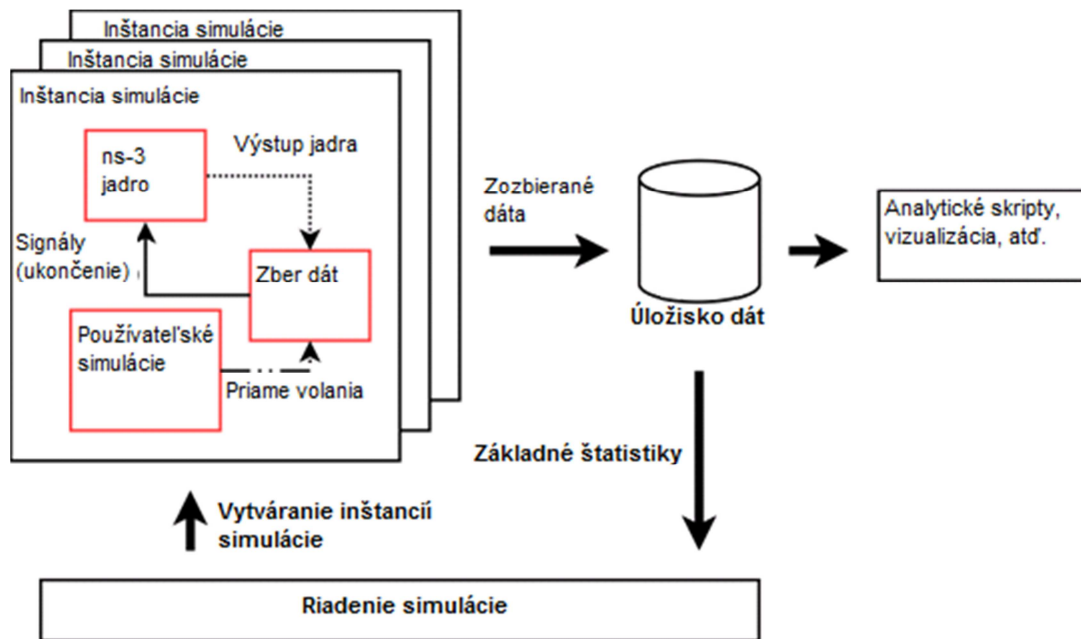 Inštancia simulácie
Inštancia simulácie
Inštancia simulácie
ns-3
jadro
Výstup jadra
Signály
(ukončenie)
Zber dát
Používateľské
simulácie
Priame volania
Zozbierané
dáta
Úložisko dát
Analytické skripty,
vizualizácia, atď.
Základné štatistiky
Vytváranie inštancií
simulácie
Riadenie simulácie